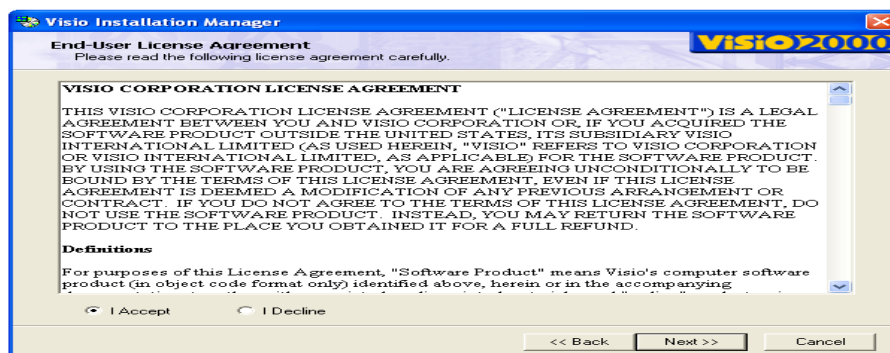 Visio Installation Manager
End-User License Agreement
Please read the following license agreement carefully.
Visio2000
VISIO CORPORATION LICENSE AGREEMENT
THIS VISIO CORPORATION LICENSE AGREEMENT ("LICENSE AGREEMENT") IS A LEGAL
AGREEMENT BETWEEN YOU AND VISIO CORPORATION OR, IF YOU ACQUIRED THE
SOFTWARE PRODUCT OUTSIDE THE UNITED STATES, ITS SUBSIDIARY VISIO
INTERNATIONAL LIMITED (AS USED HEREIN, "VISIO" REFERS TO VISIO CORPORATION
OR VISIO INTERNATIONAL LIMITED, AS APPLICABLE) FOR THE SOFTWARE PRODUCT.
BY USING THE SOFTWARE PRODUCT, YOU ARE AGREEING UNCONDITIONALLY TO BE
BOUND BY THE TERMS OF THIS LICENSE AGREEMENT, EVEN IF THIS LICENSE
AGREEMENT IS DEEMED A MODIFICATION OF ANY PREVIOUS ARRANGEMENT OR
CONTRACT. IF YOU DO NOT AGREE TO THE TERMS OF THIS LICENSE AGREEMENT, DO
NOT USE THE SOFTWARE PRODUCT. INSTEAD, YOU MAY RETURN THE SOFTWARE
PRODUCT TO THE PLACE YOU OBTAINED IT FOR A FULL REFUND.
Definitions
For purposes of this License Agreement, "Software Product" means Visio's computer software
product (in object code format only) identified above, herein or in the accompanying
I Accept I Decline
<< Back Next >> Cancel